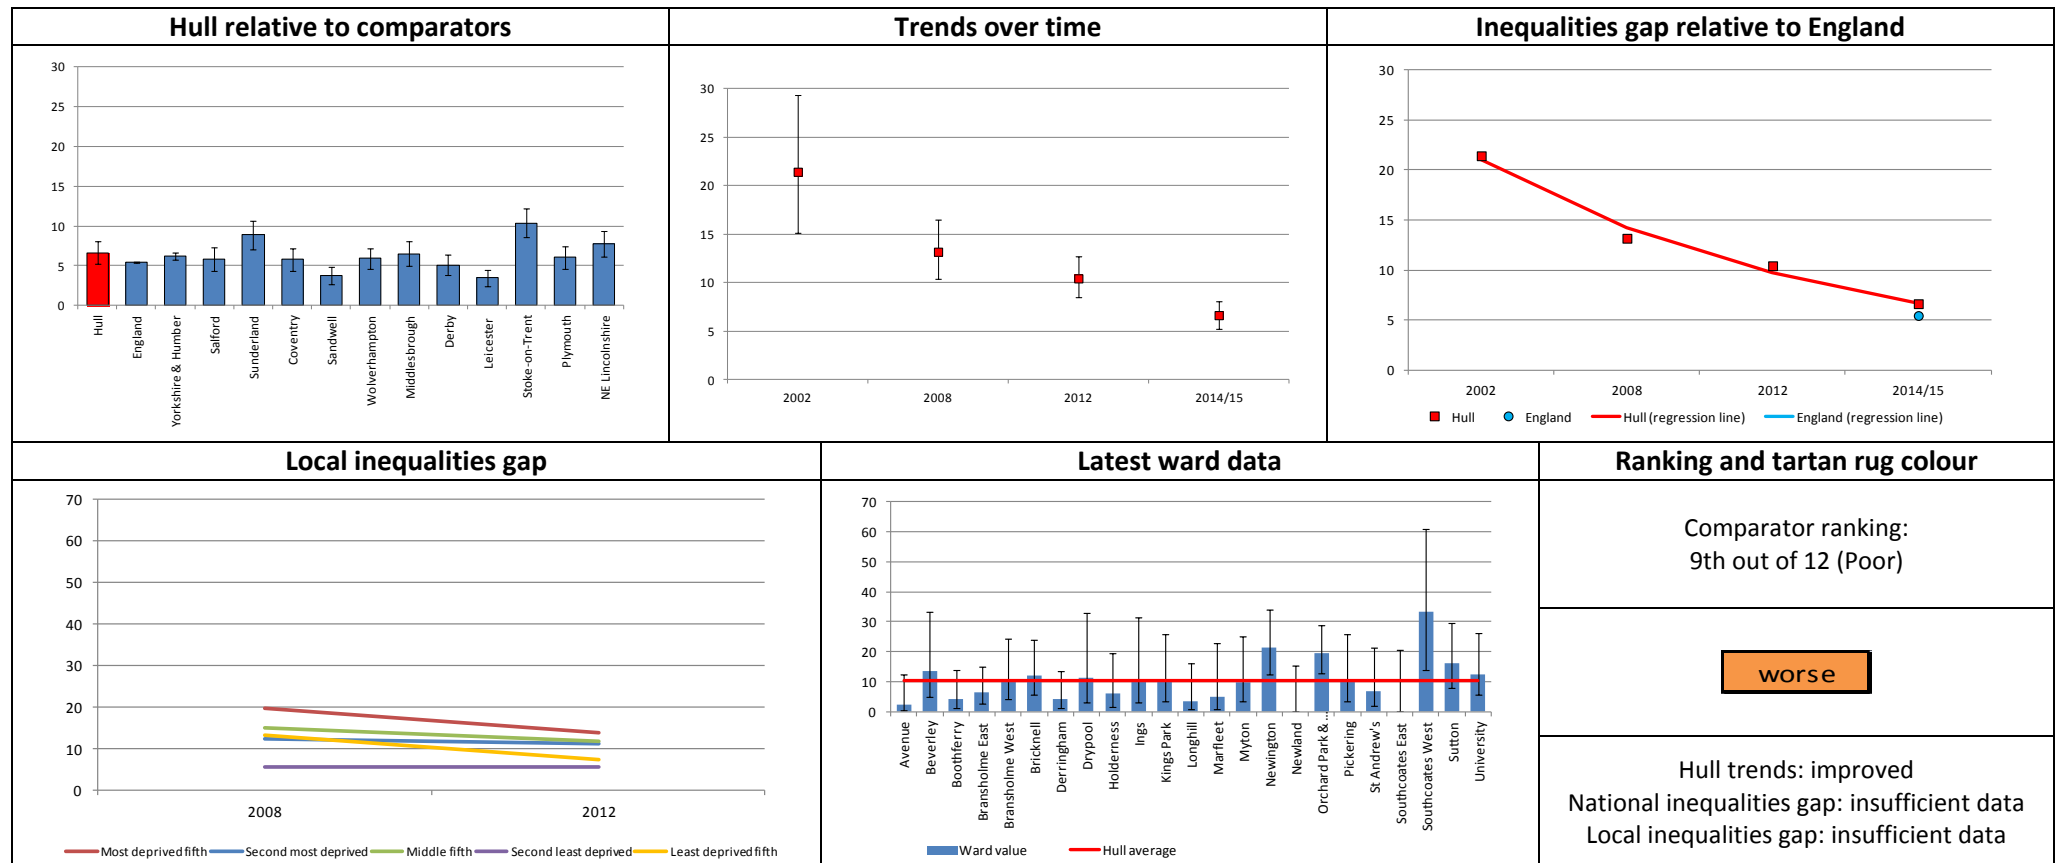 Hull relative to comparators
Trends over time
Inequalities gap relative to England
30
25
20
15
10
5
0
Hull
England
Yorkshire & Humber
Salford
Sunderland
Coventry
Sandwell
Wolverhampton
Middlesbrough
Derby
Leicester
Stoke-on-Trent
Plymouth
NE Lincolnshire
30
25
20
15
10
5
0
2002 2008 2012 2014/15
30
25
20
15
10
5
0
2002 2008 2012 2014/15
Hull England Hull (regression line) England (regression line)
Local inequalities gap
Latest ward data
Ranking and tartan rug colour
70
60
50
40
30
20
10
0
2008 2012
Most deprived fifth Second most deprived Middle fifth Second least deprived Least deprived fifth
70
60
50
40
30
20
10
0
Avenue
Beverley
Boothferry
Bransholme East
Bransholme West
Bricknell
Derringham
Drypool
Holderness
Ings
Kings Park
Longhill
Marfleet
Myton
Newington
Newland
Orchard Park & ...
Pickering
St Andrew's
Southcoates East
Southcoates West
Sutton
University
Ward value Hull average
Comparator ranking:
9th out of 12 (Poor)
worse
Hull trends: improved
National inequalities gap: insufficient data
Local inequalities gap: insufficient data